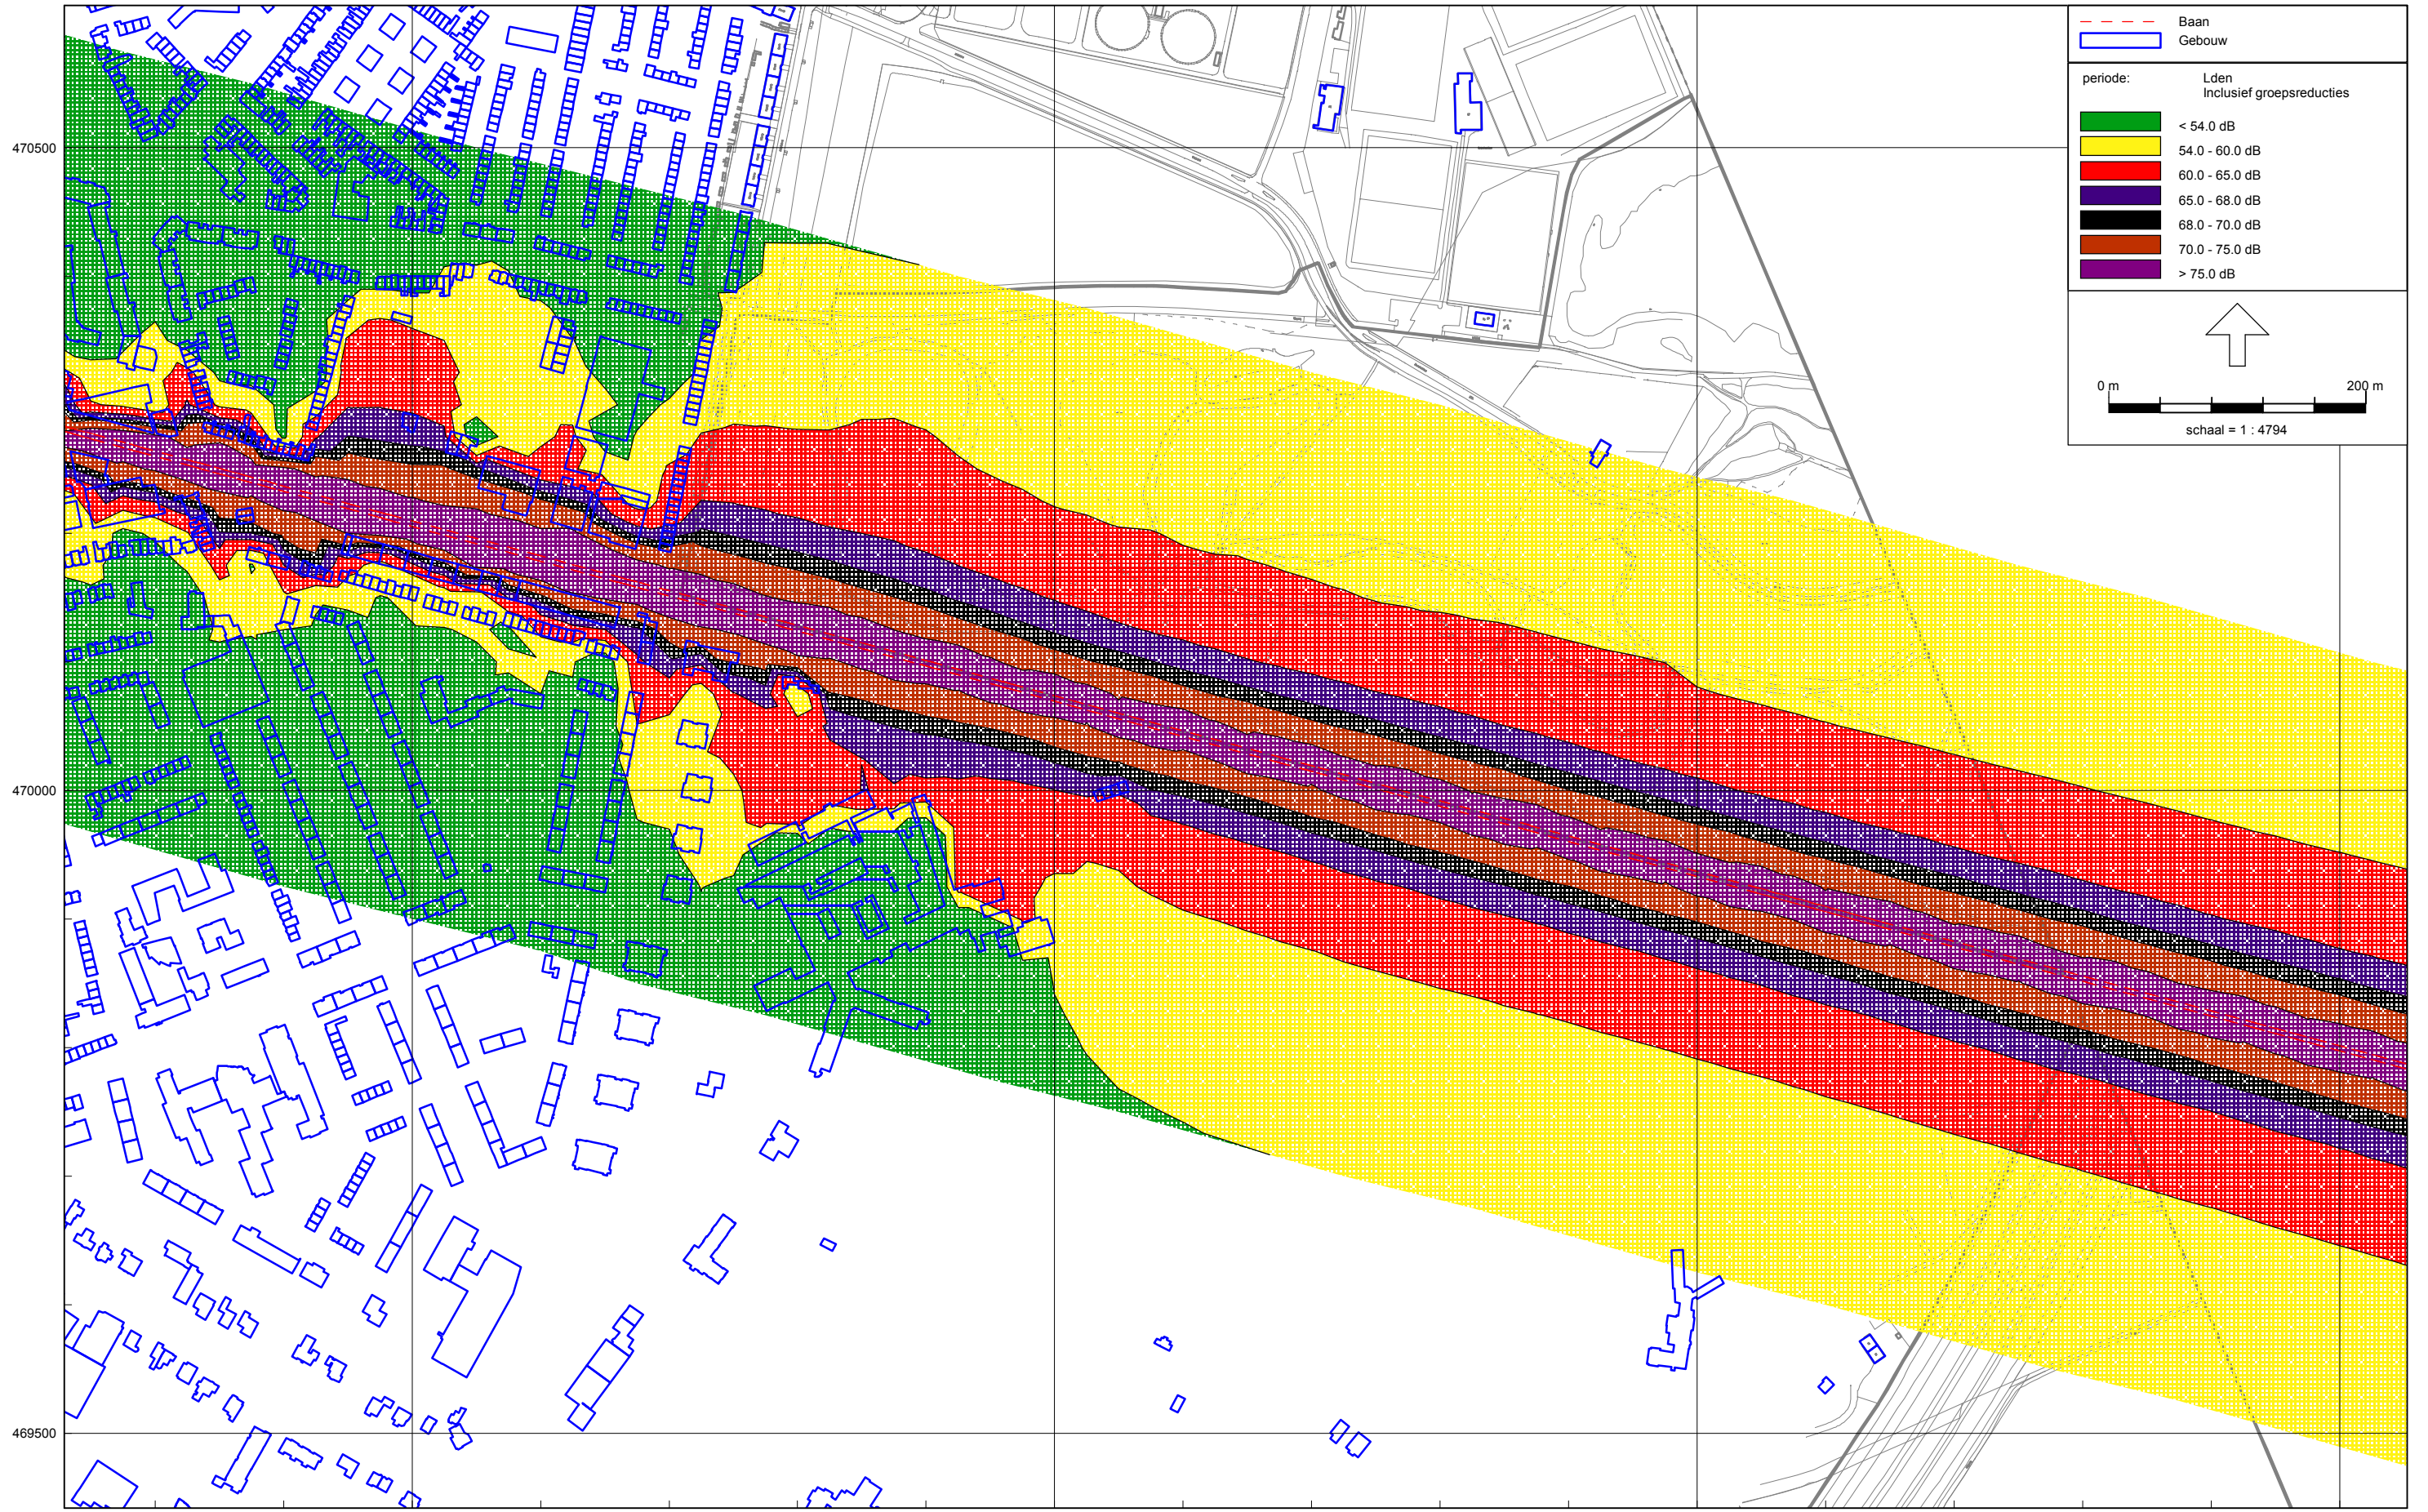 Baan
Gebouw
periode: Lden
Inclusief groepsreducties
< 54.0 dB
54.0 - 60.0 dB
60.0 - 65.0 dB
65.0 - 68.0 dB
68.0 - 70.0 dB
70.0 - 75.0 dB
> 75.0 dB
0 m 200 m
schaal = 1 : 4794
470500
470000
469500